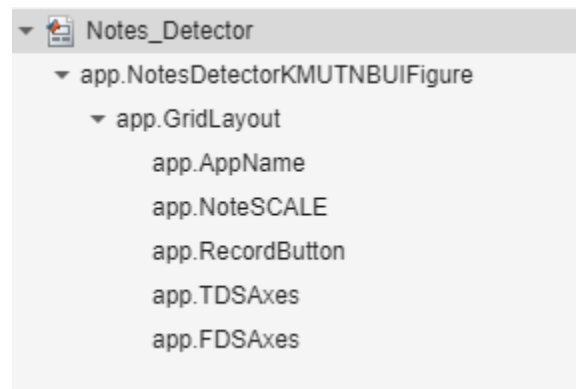 Notes_Detector
app.NotesDetectorKMUTNBUIFigure
app.GridLayout
app.AppName
app.NoteSCALE
app.RecordButton
app.TDSAxes
app.FDSAxes